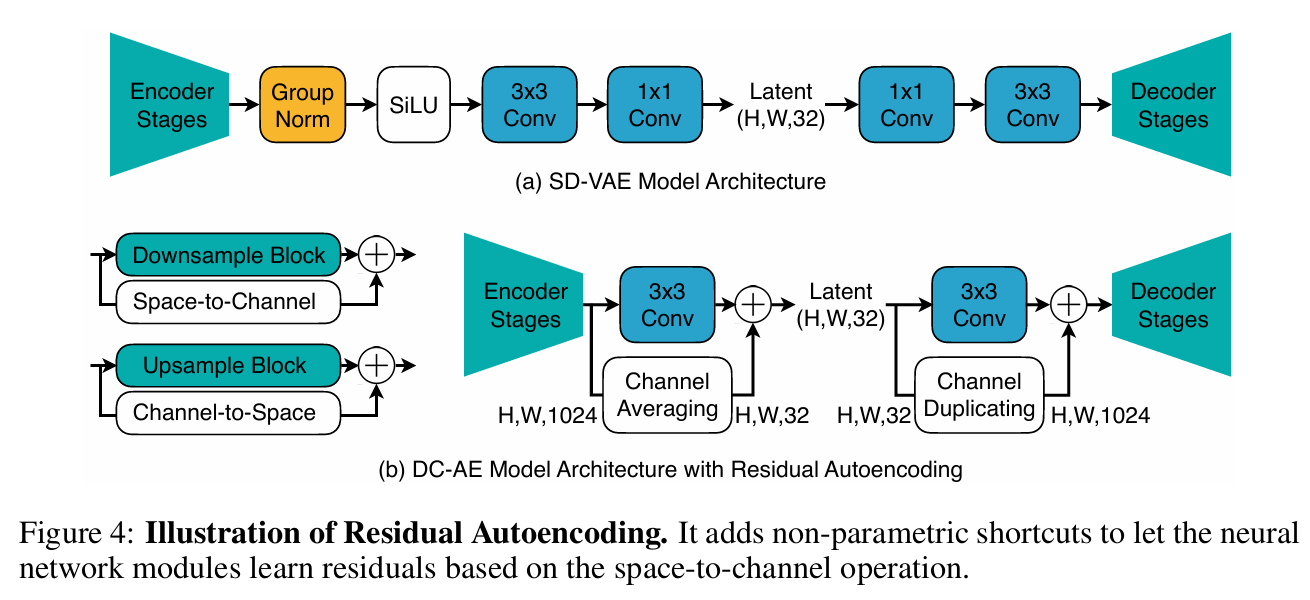 Encoder
Stages
Group
Norm
SiLU
3x3
Conv
1x1
Conv
Latent
(H,W,32)
1x1
Conv
3x3
Conv
Decoder
Stages
(a) SD-VAE Model Architecture
Downsample Block
Space-to-Channel
Upsample Block
Channel-to-Space
Encoder
Stages
3x3
Conv
Channel
Averaging
H,W,1024
H,W,32
Latent
(H,W,32)
3x3
Conv
Channel
Duplicating
H,W,32
H,W,1024
Decoder
Stages
(b) DC-AE Model Architecture with Residual Autoencoding
Figure 4: Illustration of Residual Autoencoding. It adds non-parametric shortcuts to let the neural
network modules learn residuals based on the space-to-channel operation.